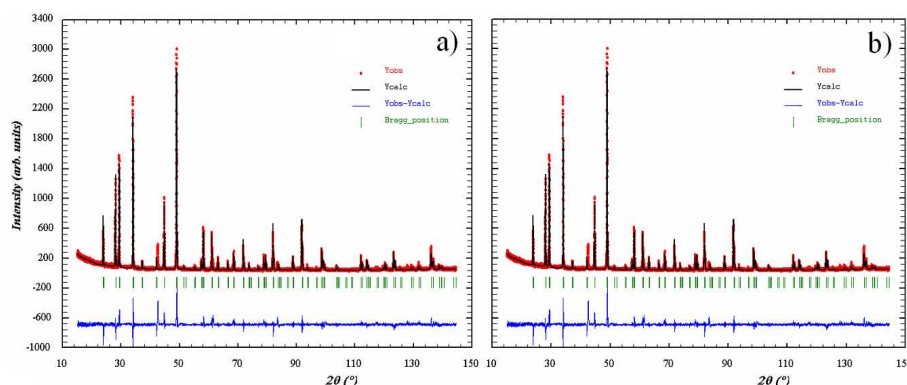 3400
3000
2600
2200
1800
1400
1000
600
200
-200
-600
-1000
Intensity (arb. units)
a)
Yobs
Ycalc
Yobs-Ycalc
Bragg_position
10 30 50 70 90 110 130 150
2θ (°)
b)
Yobs
Ycalc
Yobs-Ycalc
Bragg_position
10 30 50 70 90 110 130 150
2θ (°)